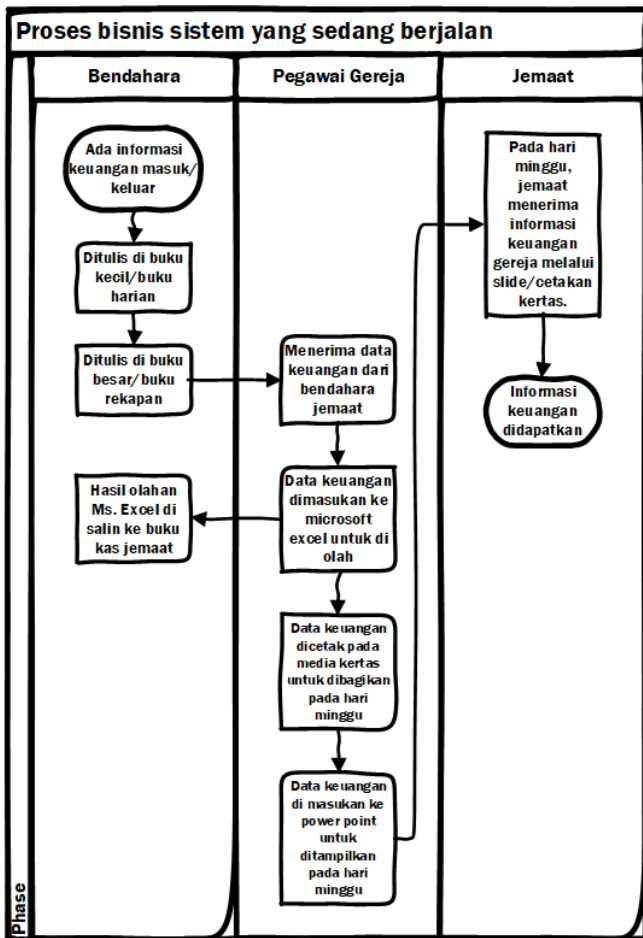 Proses bisnis sistem yang sedang berjalan
Bendahara
Pegawai Gereja
Jemaat
Ada informasi
keuangan masuk/
keluar
Ditulis di buku
kecil/buku
harian
Ditulis di buku
besar/buku
rekapan
Hasil olahan
Ms. Excel di
salin ke buku
kas jemaat
Menerima data
keuangan dari
bendahara
jemaat
Data keuangan
dimasukan ke
microsoft
excel untuk di
olah
Data keuangan
dicetak pada
media kertas
untuk dibagikan
pada hari
minggu
Data keuangan
di masukan ke
power point
untuk
ditampilkan
pada hari
minggu
Pada hari
minggu,
jemaat
menerima
informasi
keuangan
gereja melalui
slide/cetakan
kertas.
Informasi
keuangan
didapatkan
Phase